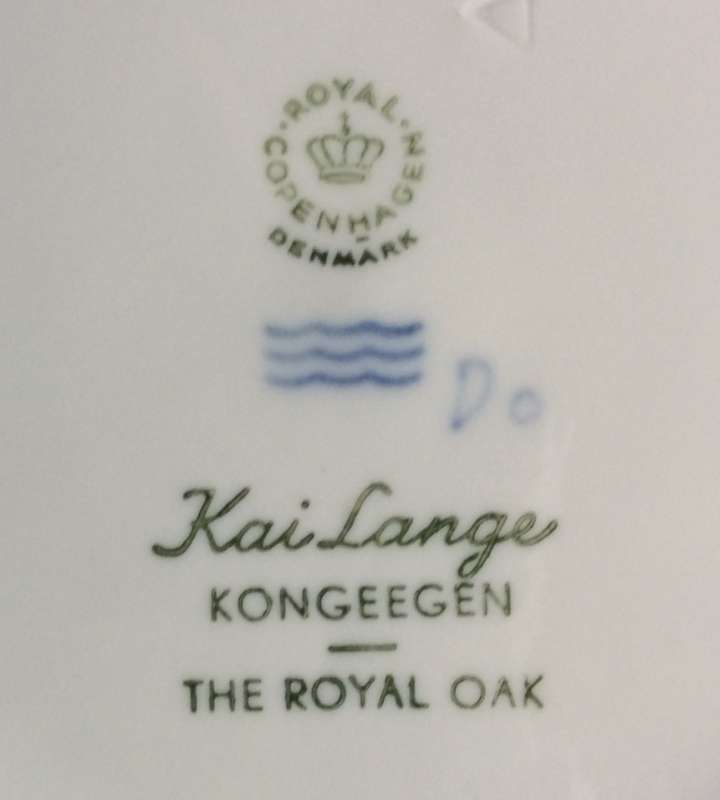 ROYAL
COPENHAGEN
DENMARK
Do
Kai Lange
KONGEEGEN
THE ROYAL OAK